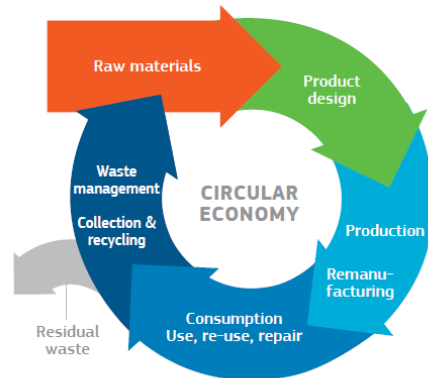 Raw materials
Product
design
Production
Remanu-
facturing
Consumption
Use, re-use, repair
Waste
management
Collection &
recycling
Residual
waste
CIRCULAR
ECONOMY